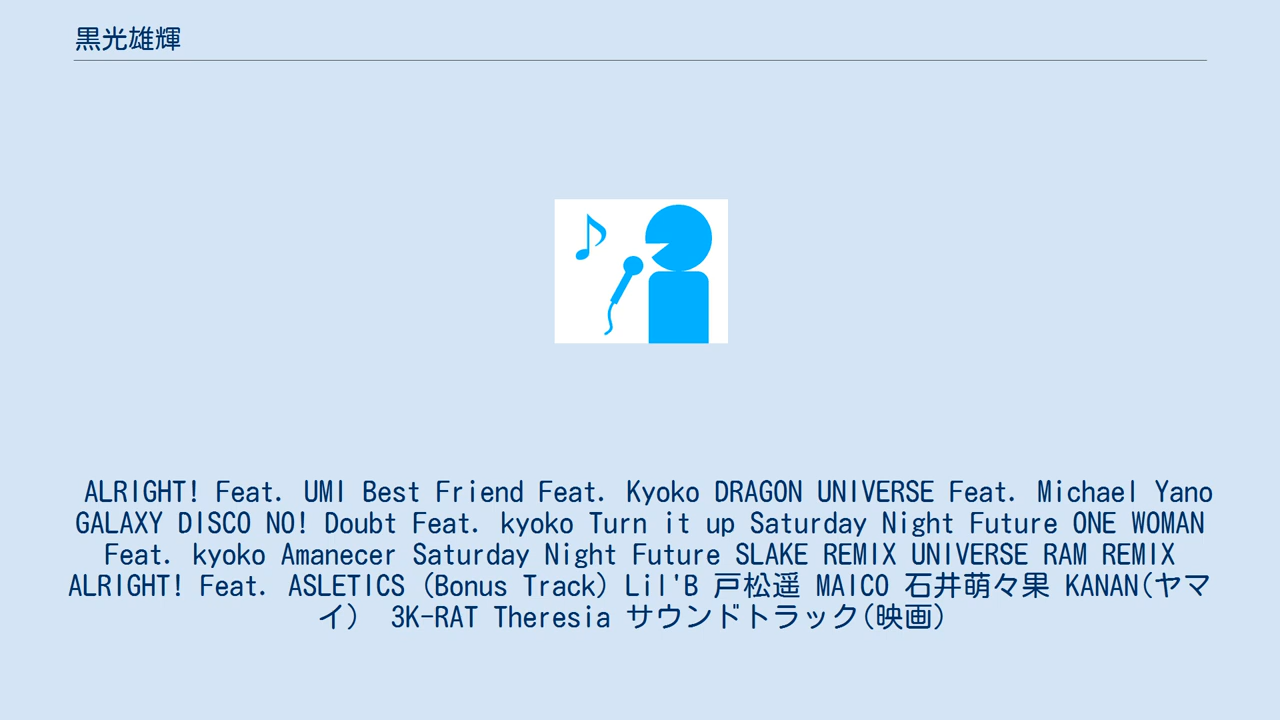 黒光雄輝
ALRIGHT! Feat. UMI Best Friend Feat. Kyoko DRAGON UNIVERSE Feat. Michael Yano
GALAXY DISCO NO! Doubt Feat. kyoko Turn it up Saturday Night Future ONE WOMAN
Feat. kyoko Amanecer Saturday Night Future SLAKE REMIX UNIVERSE RAM REMIX
ALRIGHT! Feat. ASLETICS (Bonus Track) Lil'B 戸松遥 MAICO 石井萌々果 KANAN(ヤマ
イ) 3K-RAT Theresia サウンドトラック(映画)